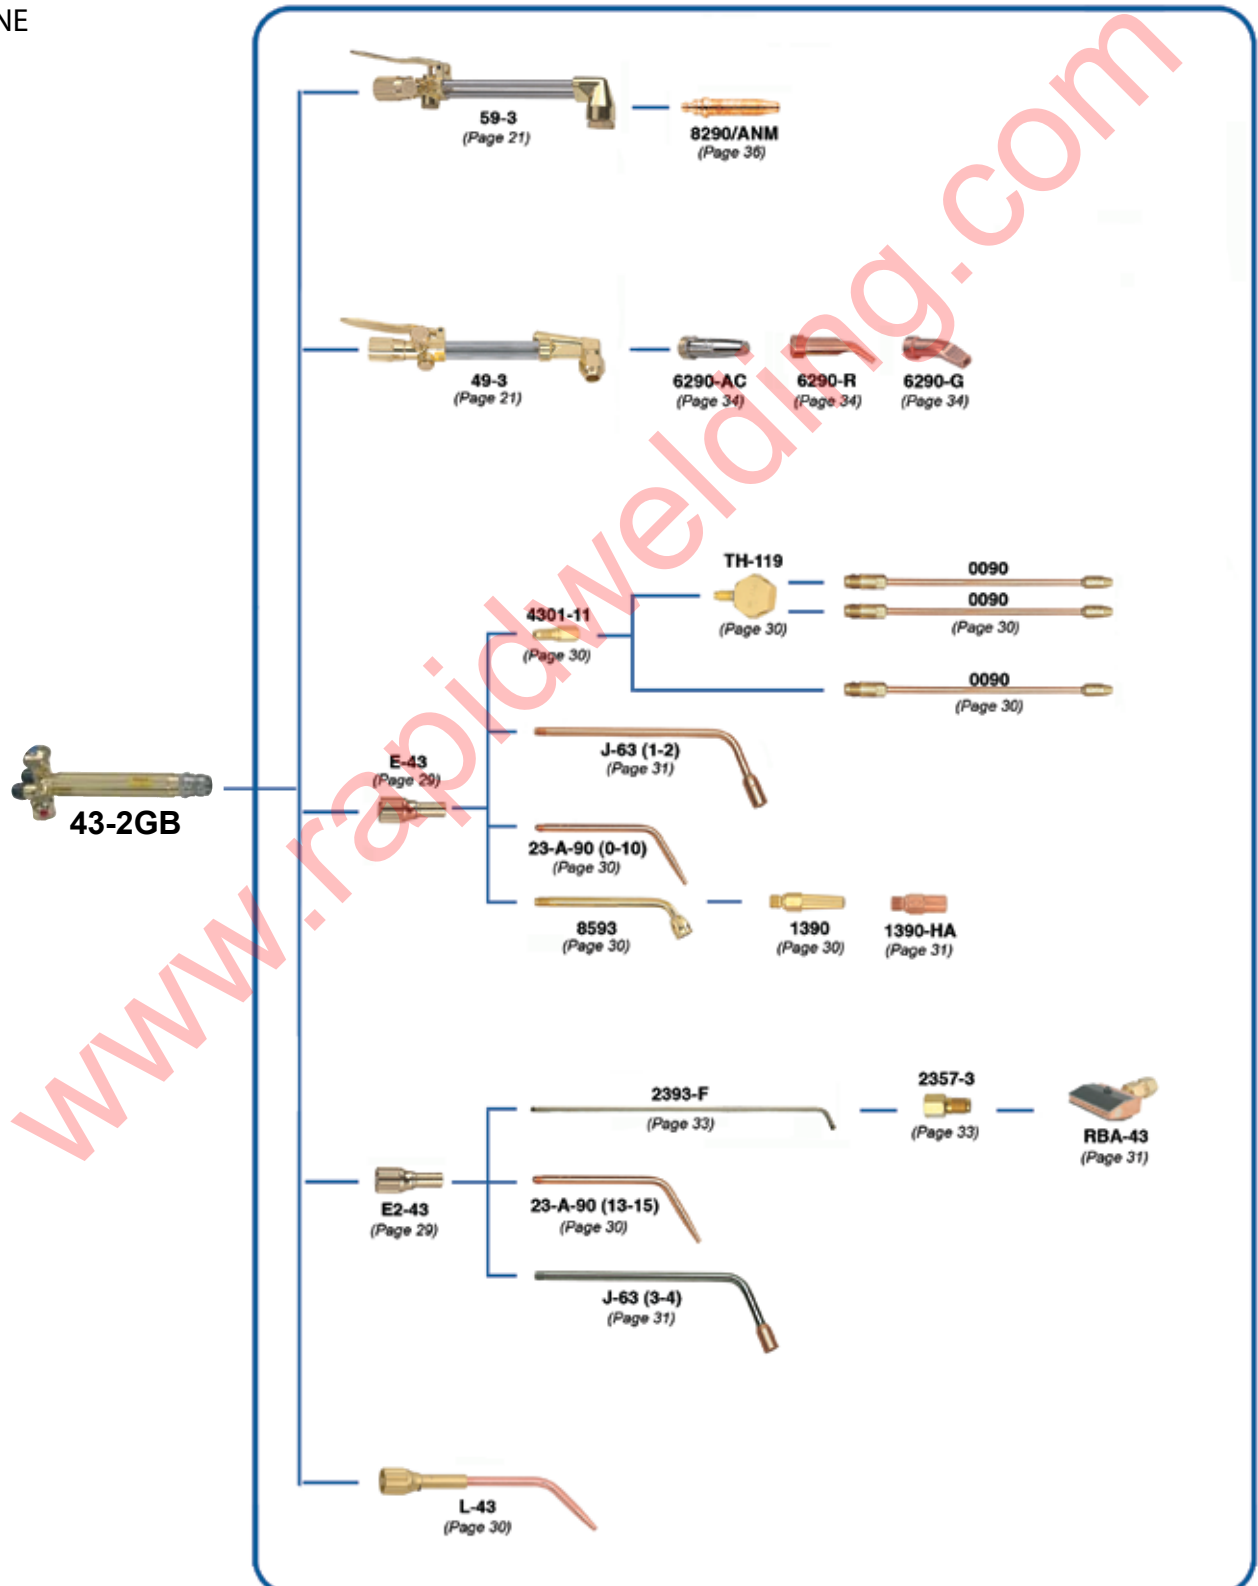 NE
59-3
(Page 21)
8290/ANM
(Page 36)
49-3
(Page 21)
6290-AC
(Page 34)
6290-R
(Page 34)
6290-G
(Page 34)
TH-119
(Page 30)
0090
0090
(Page 30)
4301-11
(Page 30)
0090
(Page 30)
J-63 (1-2)
(Page 31)
E-43
(Page 29)
43-2GB
23-A-90 (0-10)
(Page 30)
8593
(Page 30)
1390
(Page 30)
1390-HA
(Page 31)
2393-F
(Page 33)
2357-3
(Page 33)
RBA-43
(Page 31)
E2-43
(Page 29)
23-A-90 (13-15)
(Page 30)
J-63 (3-4)
(Page 31)
L-43
(Page 30)
www.rapidwelding.com